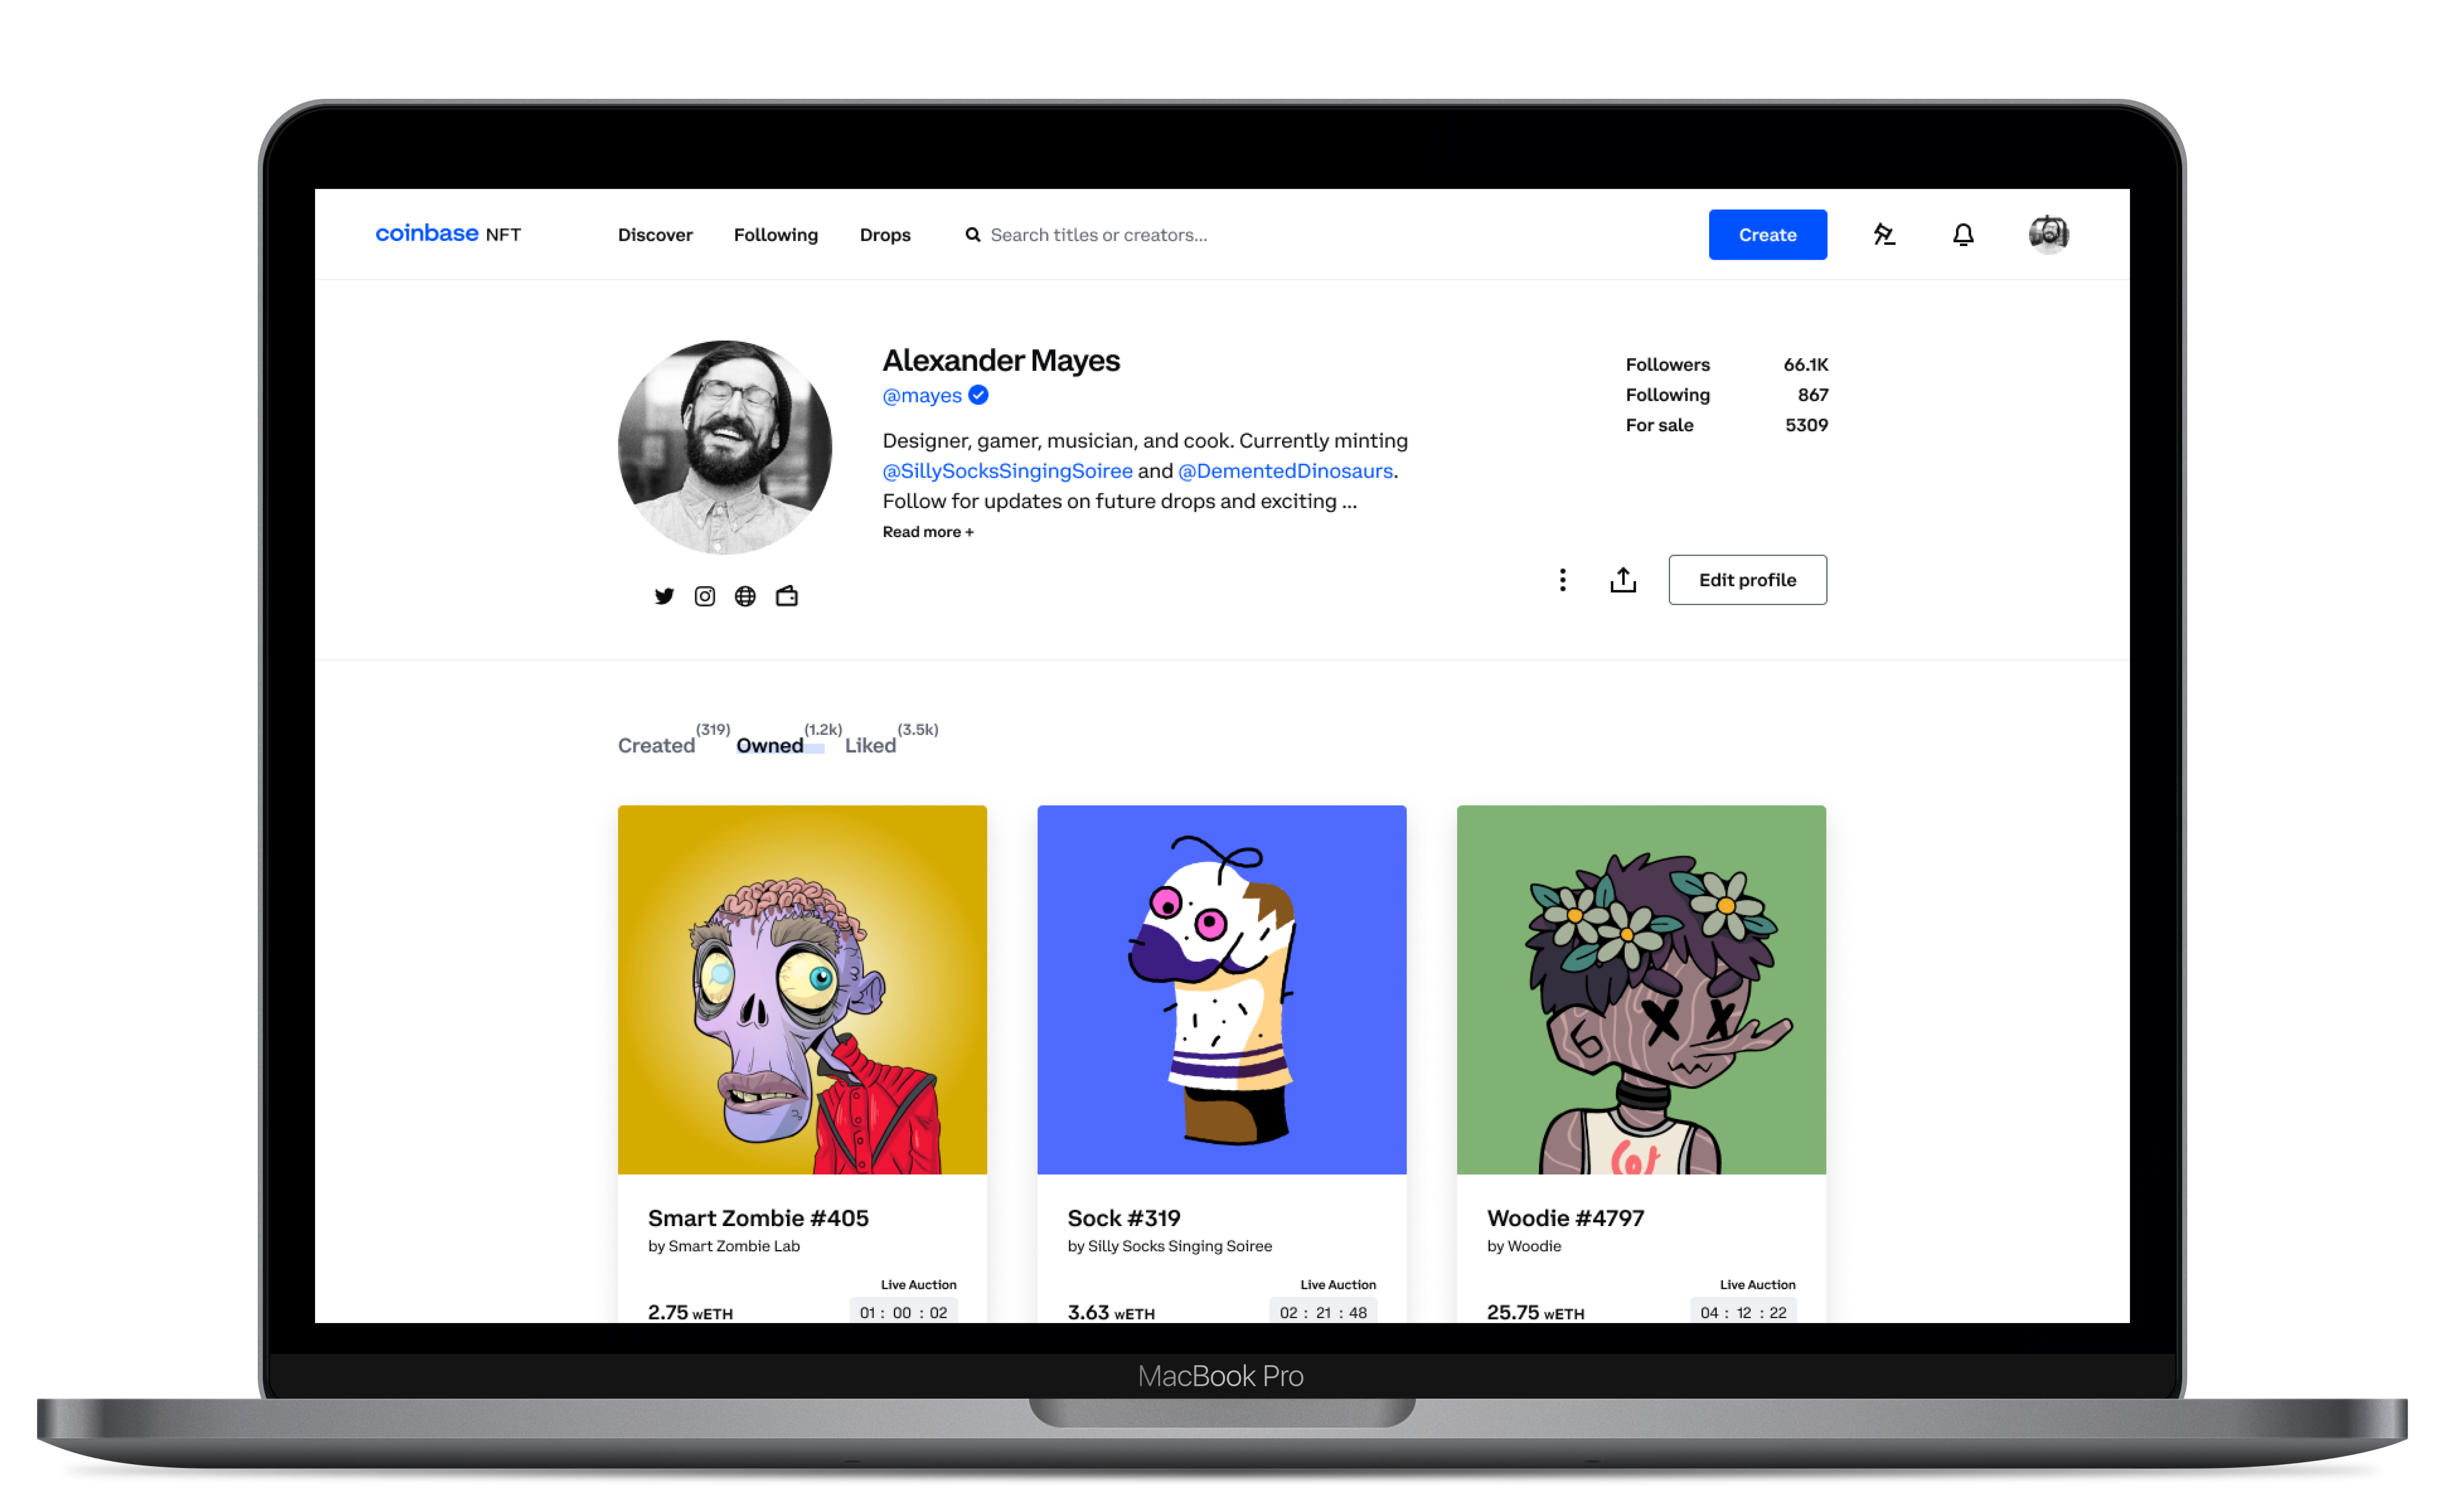 coinbase NFT
Discover
Following
Drops
Search titles or creators...
Create
Alexander Mayes
@mayes
Designer, gamer, musician, and cook. Currently minting
@SillySocksSingingSoiree and @DementedDinosaurs.
Follow for updates on future drops and exciting ...
Read more +
Followers 66.1K
Following 867
For sale 5309
Edit profile
Created (319) Owned (1.2k) Liked (3.5k)
Smart Zombie #405
by Smart Zombie Lab
Live Auction
2.75 wETH 01 : 00 : 02
Sock #319
by Silly Socks Singing Soiree
Live Auction
3.63 wETH 02 : 21 : 48
Woodie #4797
by Woodie
Live Auction
25.75 wETH 04 : 12 : 22
MacBook Pro